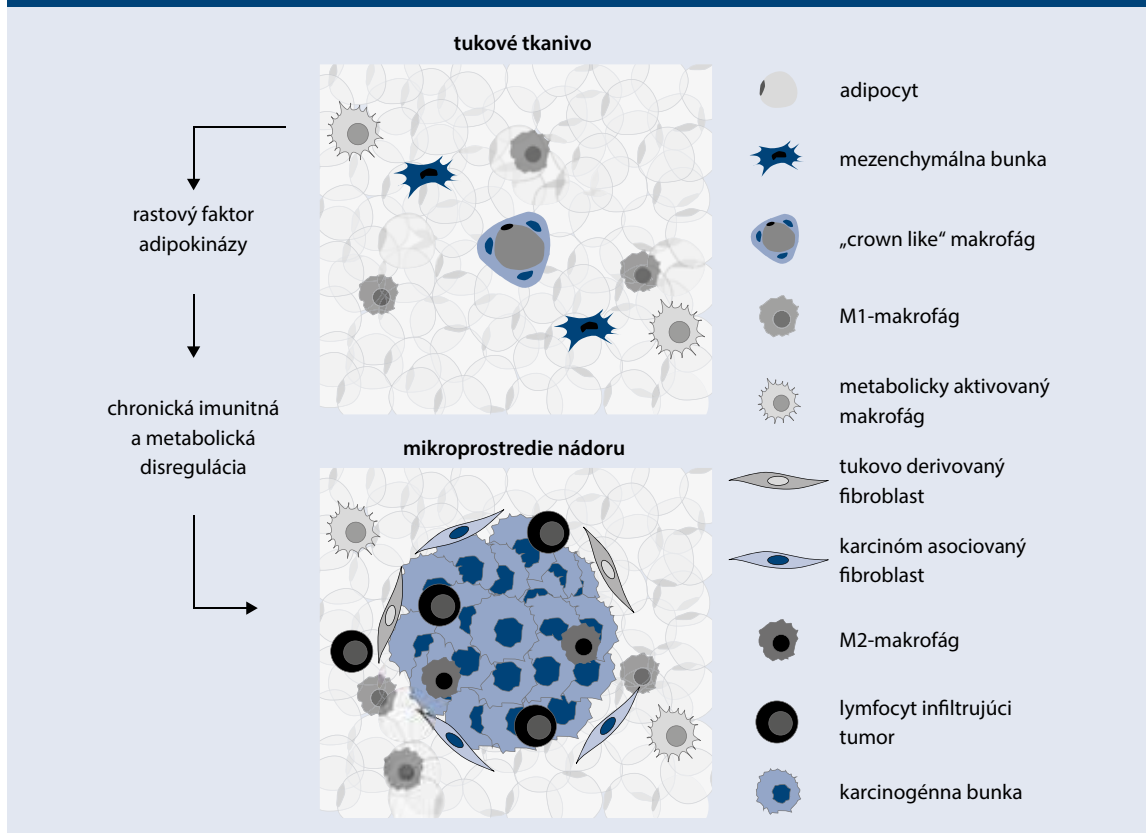 tukové tkanivo
rastový faktor
adipokinázy
chronická imunitná
a metabolická
disregulácia
mikroprostredie nádoru
adipocyt
mezenchymálna bunka
„crown like“ makrofág
M1-makrofág
metabolicky aktivovaný
makrofág
tukovo derivovaný
fibroblast
karcinóm asociovaný
fibroblast
M2-makrofág
lymfocyt infiltrujúci
tumor
karcinogénna bunka